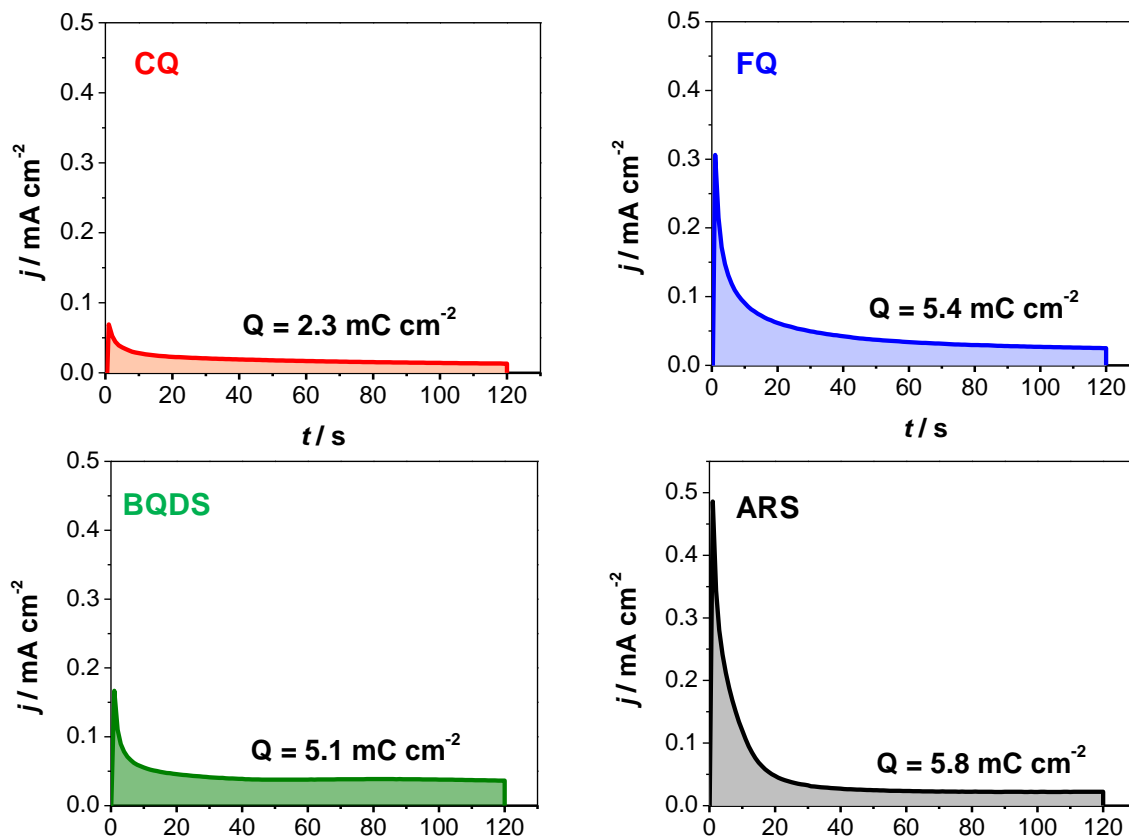 CQ
j / mA cm-2
0.5
0.4
0.3
0.2
0.1
0.0
Q = 2.3 mC cm-2
0 20 40 60 80 100 120
t / s
FQ
j / mA cm-2
0.5
0.4
0.3
0.2
0.1
0.0
Q = 5.4 mC cm-2
0 20 40 60 80 100 120
t / s
BQDS
j / mA cm-2
0.5
0.4
0.3
0.2
0.1
0.0
Q = 5.1 mC cm-2
0 20 40 60 80 100 120
ARS
j / mA cm-2
0.5
0.4
0.3
0.2
0.1
0.0
Q = 5.8 mC cm-2
0 20 40 60 80 100 120